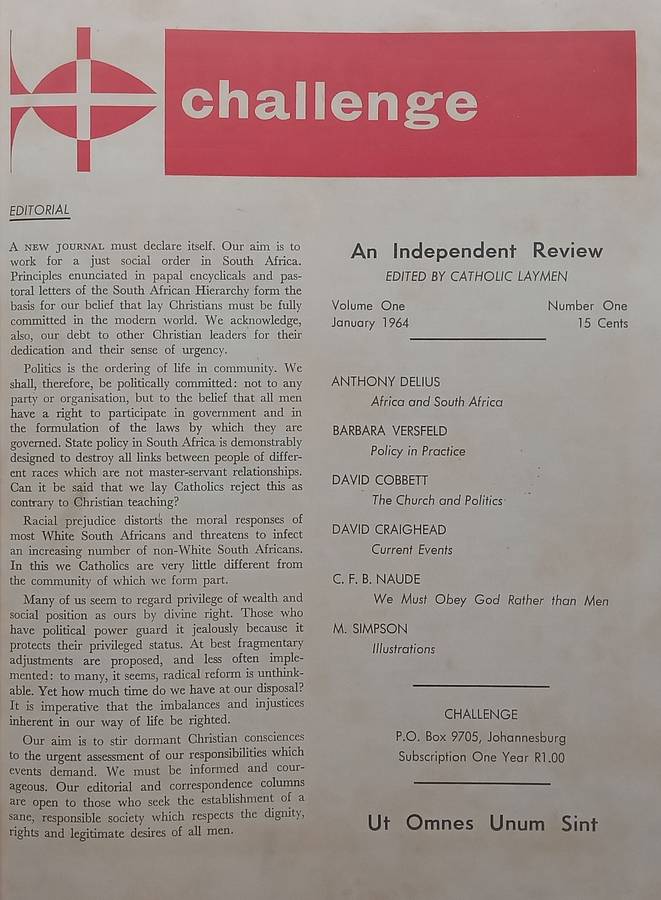 challenge
EDITORIAL
A NEW JOURNAL must declare itself. Our aim is to
work for a just social order in South Africa.
Principles enunciated in papal encyclicals and pas-
toral letters of the South African Hierarchy form the
basis for our belief that lay Christians must be fully
committed in the modern world. We acknowledge,
also, our debt to other Christian leaders for their
dedication and their sense of urgency.
Politics is the ordering of life in community. We
shall, therefore, be politically committed: not to any
party or organisation, but to the belief that all men
have a right to participate in government and in
the formulation of the laws by which they are
governed. State policy in South Africa is demonstrably
designed to destroy all links between people of differ-
ent races which are not master-servant relationships.
Can it be said that we lay Catholics reject this as
contrary to Christian teaching?
Racial prejudice distorts the moral responses of
most White South Africans and threatens to infect
an increasing number of non-White South Africans.
In this we Catholics are very little different from
the community of which we form part.
Many of us seem to regard privilege of wealth and
social position as ours by divine right. Those who
have political power guard it jealously because it
protects their privileged status. At best fragmentary
adjustments are proposed, and less often imple-
mented: to many, it seems, radical reform is unthink-
able. Yet how much time do we have at our disposal?
It is imperative that the imbalances and injustices
inherent in our way of life be righted.
Our aim is to stir dormant Christian consciences
to the urgent assessment of our responsibilities which
events demand. We must be informed and cour-
ageous. Our editorial and correspondence columns
are open to those who seek the establishment of a
sane, responsible society which respects the dignity,
rights and legitimate desires of all men.
An Independent Review
EDITED BY CATHOLIC LAYMEN
Volume One Number One
January 1964 15 Cents
ANTHONY DELIUS
Africa and South Africa
BARBARA VERSFELD
Policy in Practice
DAVID COBBETT
The Church and Politics
DAVID CRAIGHEAD
Current Events
C. F. B. NAUDE
We Must Obey God Rather than Men
M. SIMPSON
Illustrations
CHALLENGE
P.O. Box 9705, Johannesburg
Subscription One Year R1.00
Ut Omnes Unum Sint